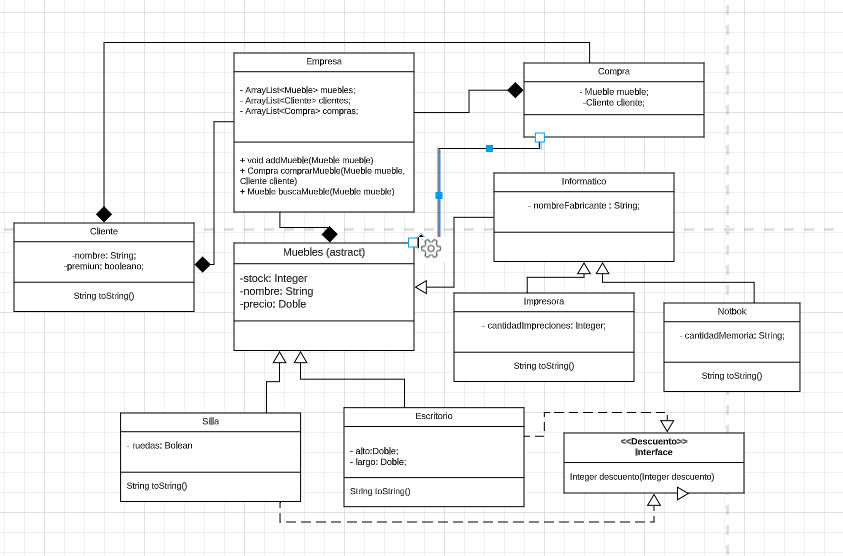 Empresa
- ArrayList<Mueble> muebles;
- ArrayList<Cliente> clientes;
- ArrayList<Compra> compras;
+ void addMueble(Mueble mueble)
+ Compra comprarMueble(Mueble mueble,
Cliente cliente)
+ Mueble buscaMueble(Mueble mueble)
Compra
- Mueble mueble;
-Cliente cliente;
Informatico
- nombreFabricante : String;
Cliente
-nombre: String;
-premiun; booleano;
String toString()
Muebles (astract)
-stock: Integer
-nombre: String
-precio: Doble
Impresora
- cantidadImpreciones: Integer;
String toString()
Notbok
- cantidadMemoria: String;
String toString()
Silla
- ruedas: Bolean
String toString()
Escritorio
- alto:Doble;
- largo: Doble;
String toString()
<<Descuento>>
Interface
Integer descuento(Integer descuento)